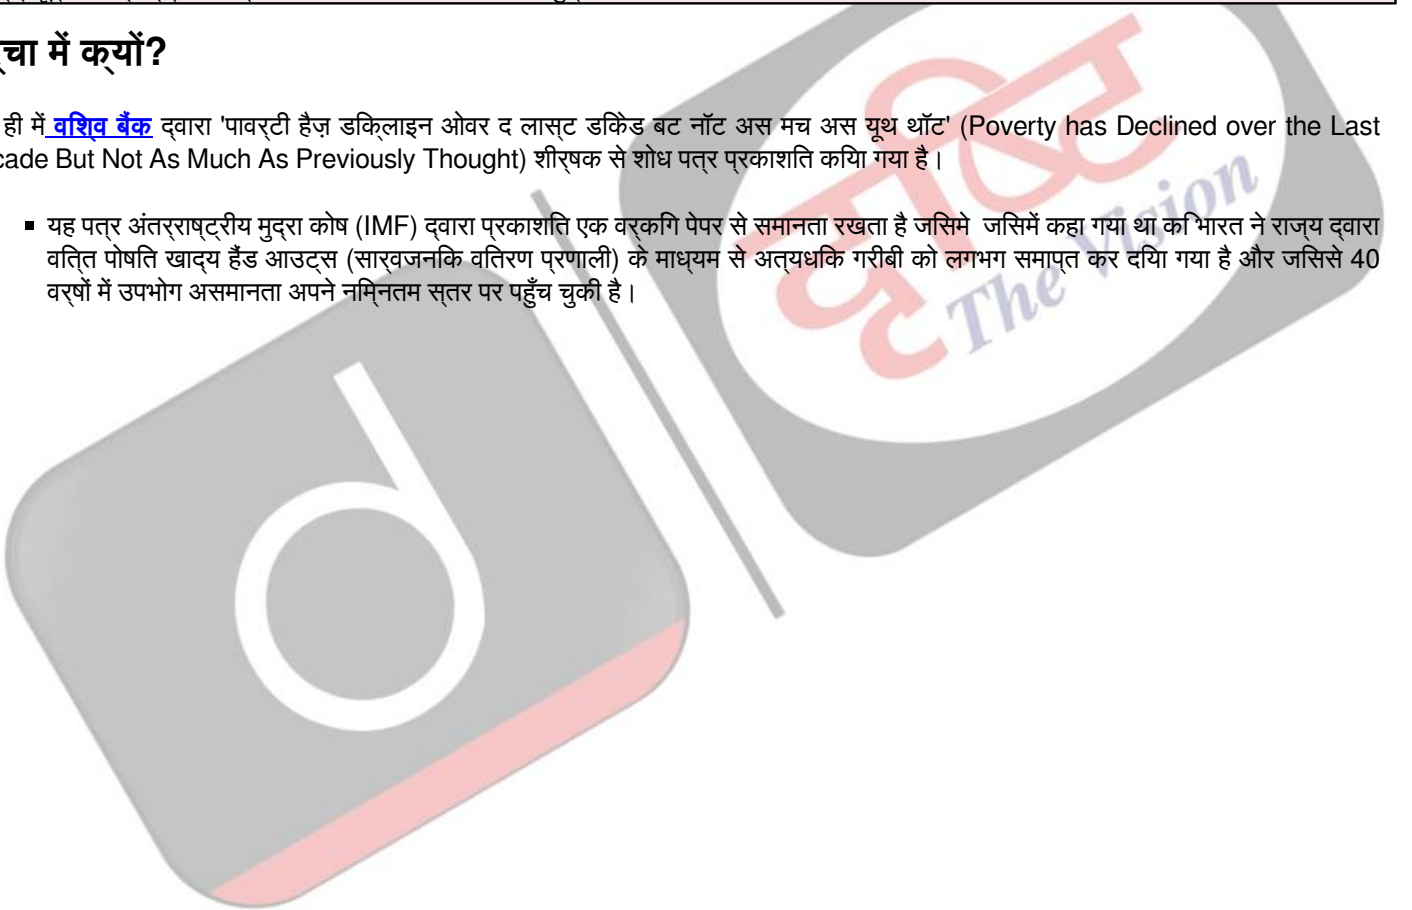 चा में क्यों?
ही में विश्व बैंक द्वारा 'पावर्टी हैज़ डिक्लाइन ओवर द लास्ट डिकेड बट नॉट अस मच अस यूथ थॉट' (Poverty has Declined over the Last
cade But Not As Much As Previously Thought) शीर्षक से शोध पत्र प्रकाशित किया गया है।
▪ यह पत्र अंतर्राष्ट्रीय मुद्रा कोष (IMF) द्वारा प्रकाशित एक वर्किंग पेपर से समानता रखता है जिसमे जिसमें कहा गया था कि भारत ने राज्य द्वारा
वित्त पोषित खाद्य हैंड आउट्स (सार्वजनिक वितरण प्रणाली) के माध्यम से अत्यधिक गरीबी को लगभग समाप्त कर दिया गया है और जिससे 40
वर्षों में उपभोग असमानता अपने निम्नतम स्तर पर पहुँच चुकी है।
दृष्टि
The Vision